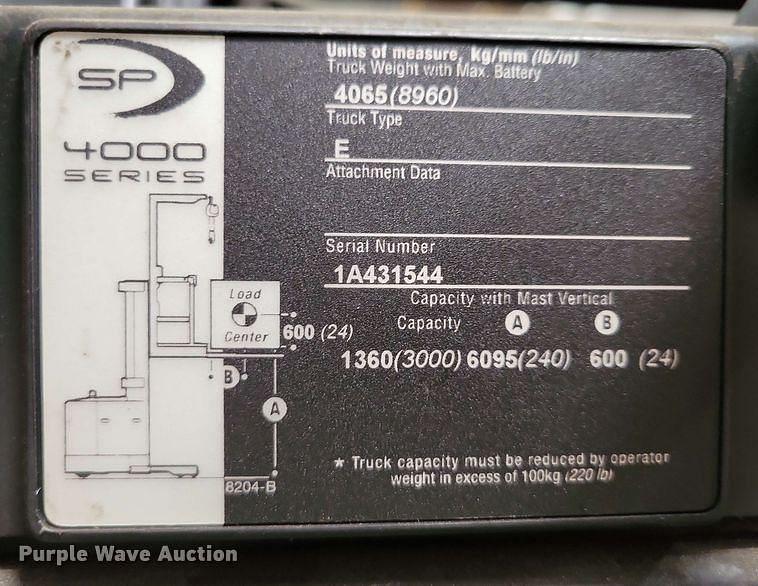 SP
4000
SERIES
Units of measure, Kg/mm (lb/in)
Truck Weight with Max. Battery
4065(8960)
Truck Type
E
Attachment Data
Serial Number
1A431544
Capacity with Mast Vertical
Capacity A B
1360(3000) 6095(240) 600 (24)
Load
Center
600 (24)
B
A
8204-B
* Truck capacity must be reduced by operator
weight in excess of 100kg (220 lb)
Purple Wave Auction